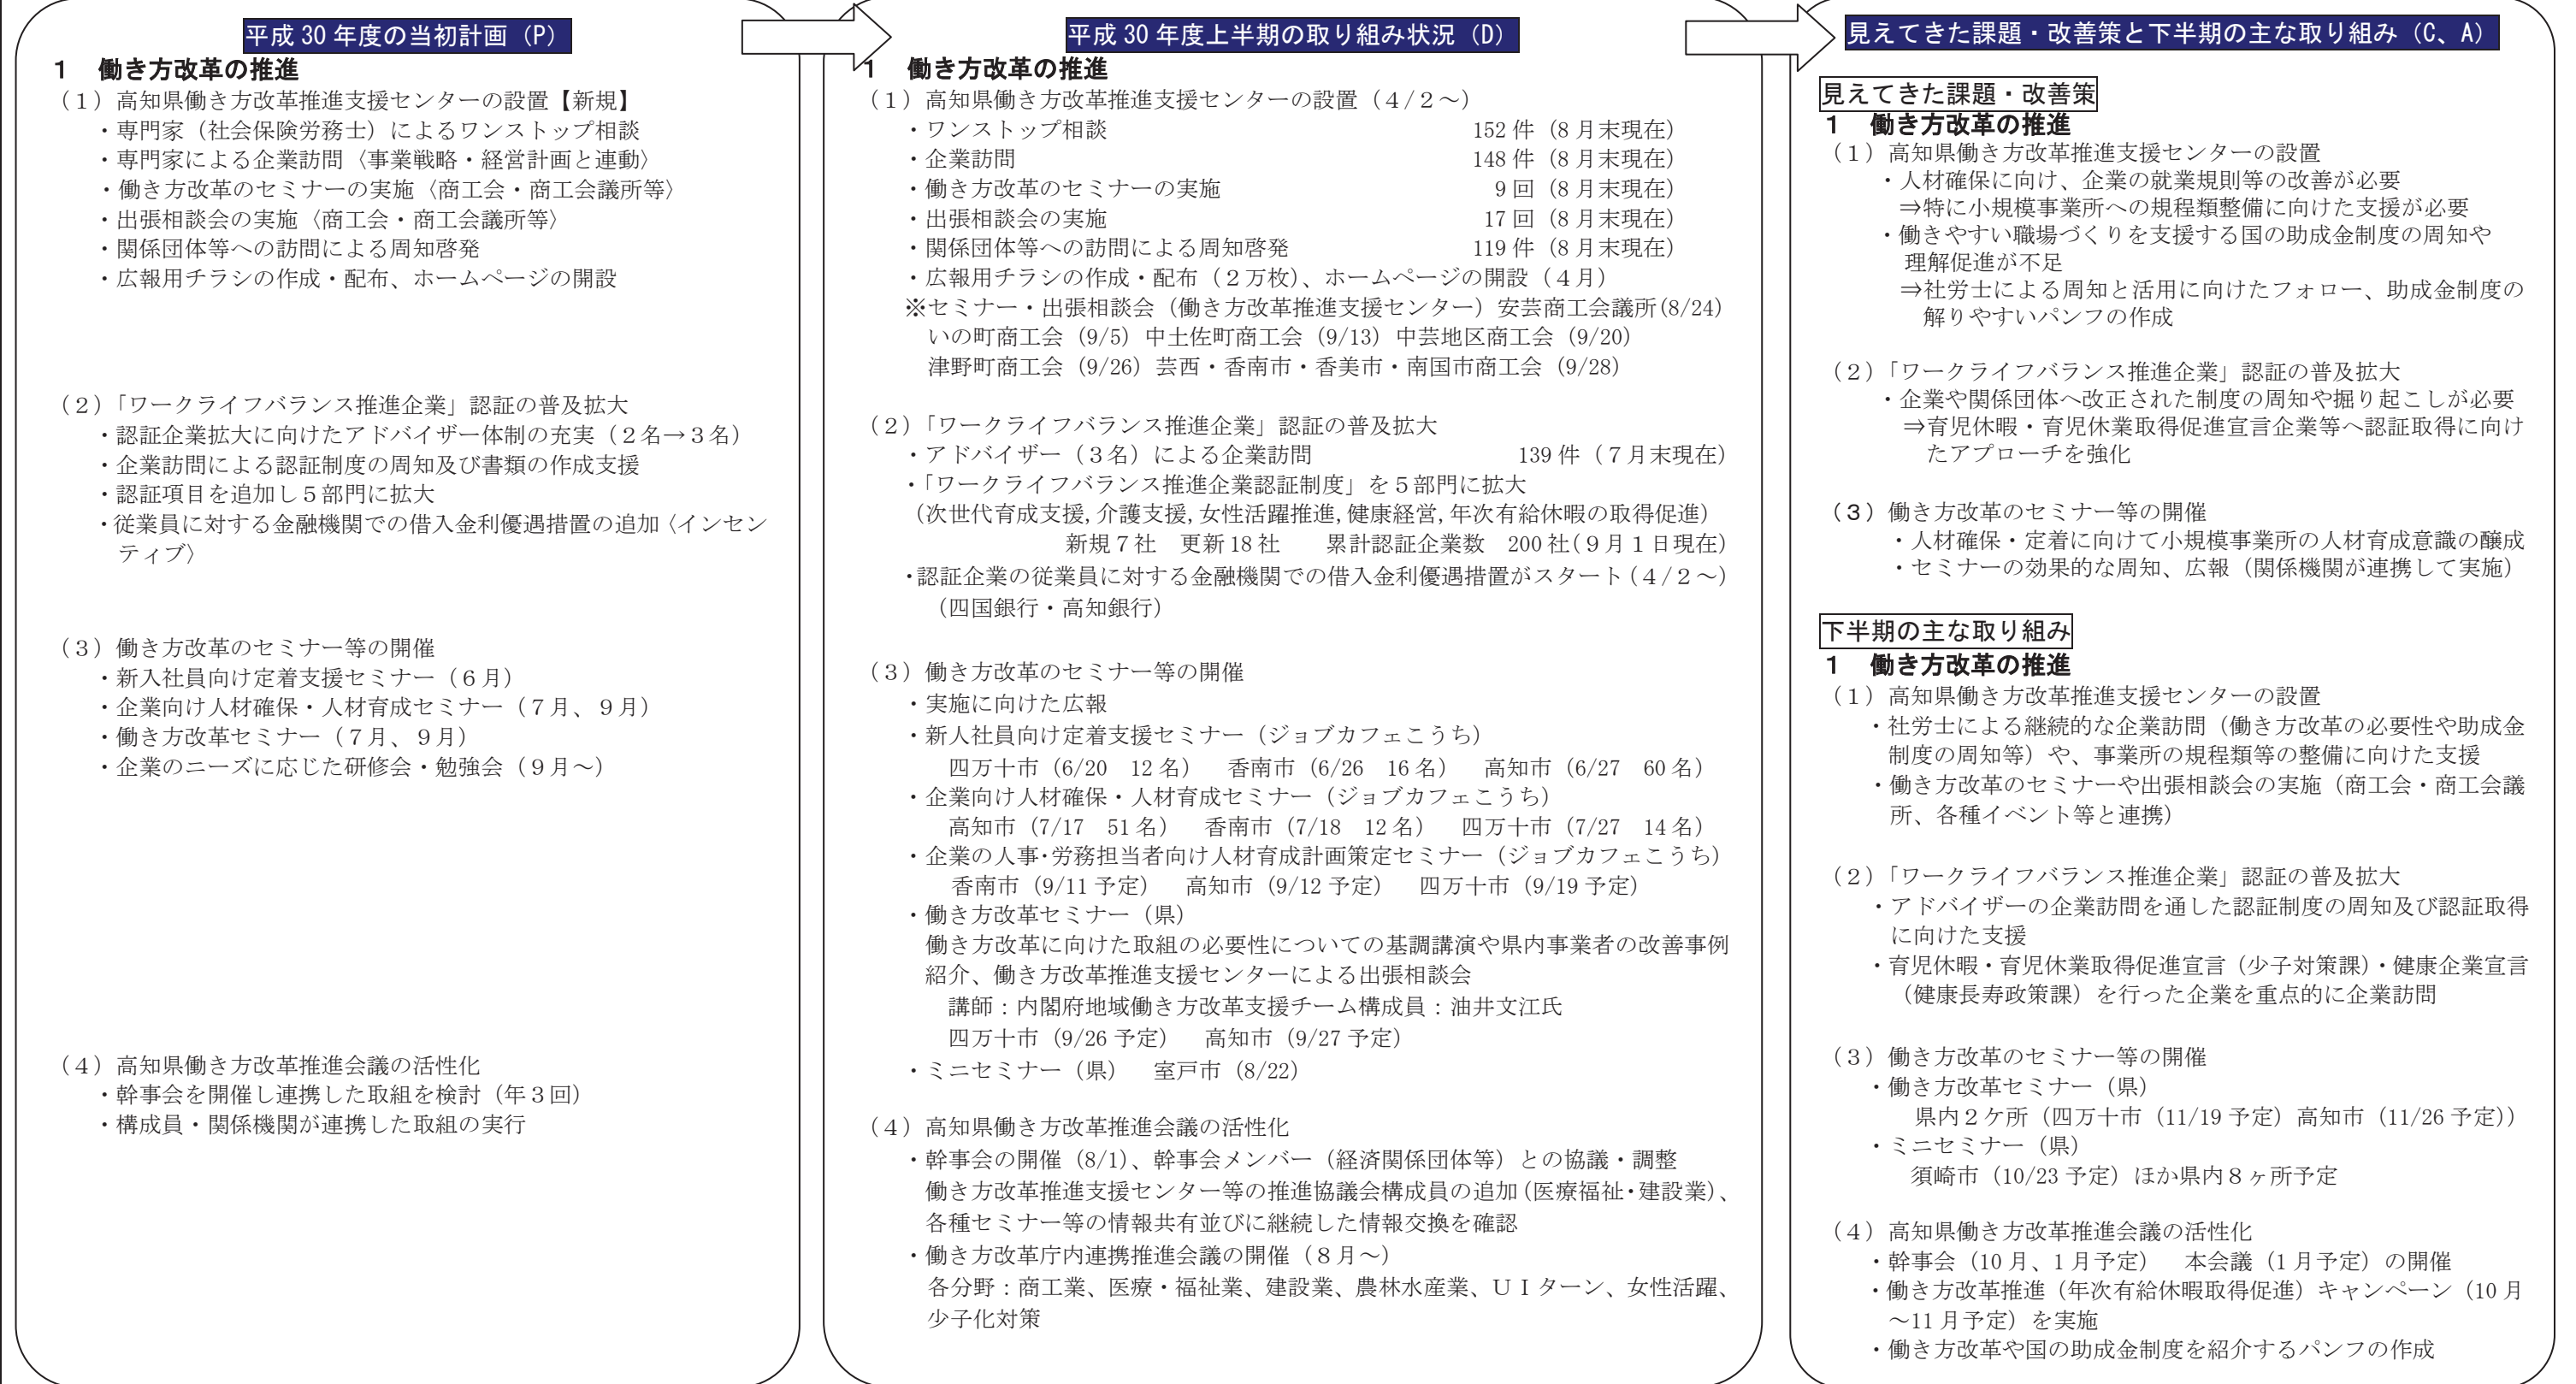 平成 30 年度の当初計画（P）
１　働き方改革の推進
（１）高知県働き方改革推進支援センターの設置【新規】
・専門家（社会保険労務士）によるワンストップ相談
・専門家による企業訪問〈事業戦略・経営計画と連動〉
・働き方改革のセミナーの実施〈商工会・商工会議所等〉
・出張相談会の実施〈商工会・商工会議所等〉
・関係団体等への訪問による周知啓発
・広報用チラシの作成・配布、ホームページの開設
（２）「ワークライフバランス推進企業」認証の普及拡大
・認証企業拡大に向けたアドバイザー体制の充実（２名→３名）
・企業訪問による認証制度の周知及び書類の作成支援
・認証項目を追加し５部門に拡大
・従業員に対する金融機関での借入金利優遇措置の追加〈インセン
ティブ〉
（３）働き方改革のセミナー等の開催
・新入社員向け定着支援セミナー（６月）
・企業向け人材確保・人材育成セミナー（７月、９月）
・働き方改革セミナー（７月、９月）
・企業のニーズに応じた研修会・勉強会（９月～）
（４）高知県働き方改革推進会議の活性化
・幹事会を開催し連携した取組を検討（年３回）
・構成員・関係機関が連携した取組の実行
平成 30 年度上半期の取り組み状況（D）
１　働き方改革の推進
（１）高知県働き方改革推進支援センターの設置（４/２～）
・ワンストップ相談　152 件（8 月末現在）
・企業訪問　148 件（8 月末現在）
・働き方改革のセミナーの実施　9 回（8 月末現在）
・出張相談会の実施　17 回（8 月末現在）
・関係団体等への訪問による周知啓発　119 件（8 月末現在）
・広報用チラシの作成・配布（２万枚）、ホームページの開設（４月）
※セミナー・出張相談会（働き方改革推進支援センター）安芸商工会議所(8/24)
いの町商工会（9/5）中土佐町商工会（9/13）中芸地区商工会（9/20）
津野町商工会（9/26）芸西・香南市・香美市・南国市商工会（9/28）
（２）「ワークライフバランス推進企業」認証の普及拡大
・アドバイザー（３名）による企業訪問　139 件（７月末現在）
・「ワークライフバランス推進企業認証制度」を５部門に拡大
（次世代育成支援,介護支援,女性活躍推進,健康経営,年次有給休暇の取得促進）
新規７社　更新18 社　累計認証企業数　200 社（９月１日現在）
・認証企業の従業員に対する金融機関での借入金利優遇措置がスタート（４/２～）
（四国銀行・高知銀行）
（３）働き方改革のセミナー等の開催
・実施に向けた広報
・新人社員向け定着支援セミナー（ジョブカフェこうち）
四万十市（6/20　12 名）　香南市（6/26　16 名）　高知市（6/27　60 名）
・企業向け人材確保・人材育成セミナー（ジョブカフェこうち）
高知市（7/17　51 名）　香南市（7/18　12 名）　四万十市（7/27　14 名）
・企業の人事･労務担当者向け人材育成計画策定セミナー（ジョブカフェこうち）
香南市（9/11 予定）　高知市（9/12 予定）　四万十市（9/19 予定）
・働き方改革セミナー（県）
働き方改革に向けた取組の必要性についての基調講演や県内事業者の改善事例
紹介、働き方改革推進支援センターによる出張相談会
講師：内閣府地域働き方改革支援チーム構成員：油井文江氏
四万十市（9/26 予定）　高知市（9/27 予定）
・ミニセミナー（県）　室戸市（8/22）
（４）高知県働き方改革推進会議の活性化
・幹事会の開催（8/1）、幹事会メンバー（経済関係団体等）との協議・調整
働き方改革推進支援センター等の推進協議会構成員の追加（医療福祉･建設業）、
各種セミナー等の情報共有並びに継続した情報交換を確認
・働き方改革庁内連携推進会議の開催（８月～）
各分野：商工業、医療・福祉業、建設業、農林水産業、ＵＩターン、女性活躍、
少子化対策
見えてきた課題・改善策と下半期の主な取り組み（C、A）
見えてきた課題・改善策
１　働き方改革の推進
（１）高知県働き方改革推進支援センターの設置
・人材確保に向け、企業の就業規則等の改善が必要
⇒特に小規模事業所への規程類整備に向けた支援が必要
・働きやすい職場づくりを支援する国の助成金制度の周知や
理解促進が不足
⇒社労士による周知と活用に向けたフォロー、助成金制度の
解りやすいパンフの作成
（２）「ワークライフバランス推進企業」認証の普及拡大
・企業や関係団体へ改正された制度の周知や掘り起こしが必要
⇒育児休暇・育児休業取得促進宣言企業等へ認証取得に向け
たアプローチを強化
（３）働き方改革のセミナー等の開催
・人材確保・定着に向けて小規模事業所の人材育成意識の醸成
・セミナーの効果的な周知、広報（関係機関が連携して実施）
下半期の主な取り組み
１　働き方改革の推進
（１）高知県働き方改革推進支援センターの設置
・社労士による継続的な企業訪問（働き方改革の必要性や助成金
制度の周知等）や、事業所の規程類等の整備に向けた支援
・働き方改革のセミナーや出張相談会の実施（商工会・商工会議
所、各種イベント等と連携）
（２）「ワークライフバランス推進企業」認証の普及拡大
・アドバイザーの企業訪問を通した認証制度の周知及び認証取得
に向けた支援
・育児休暇・育児休業取得促進宣言（少子対策課）・健康企業宣言
（健康長寿政策課）を行った企業を重点的に企業訪問
（３）働き方改革のセミナー等の開催
・働き方改革セミナー（県）
県内２ケ所（四万十市（11/19 予定）高知市（11/26 予定））
・ミニセミナー（県）
須崎市（10/23 予定）ほか県内８ヶ所予定
（４）高知県働き方改革推進会議の活性化
・幹事会（10 月、1 月予定）　本会議（1 月予定）の開催
・働き方改革推進（年次有給休暇取得促進）キャンペーン（10 月
～11 月予定）を実施
・働き方改革や国の助成金制度を紹介するパンフの作成